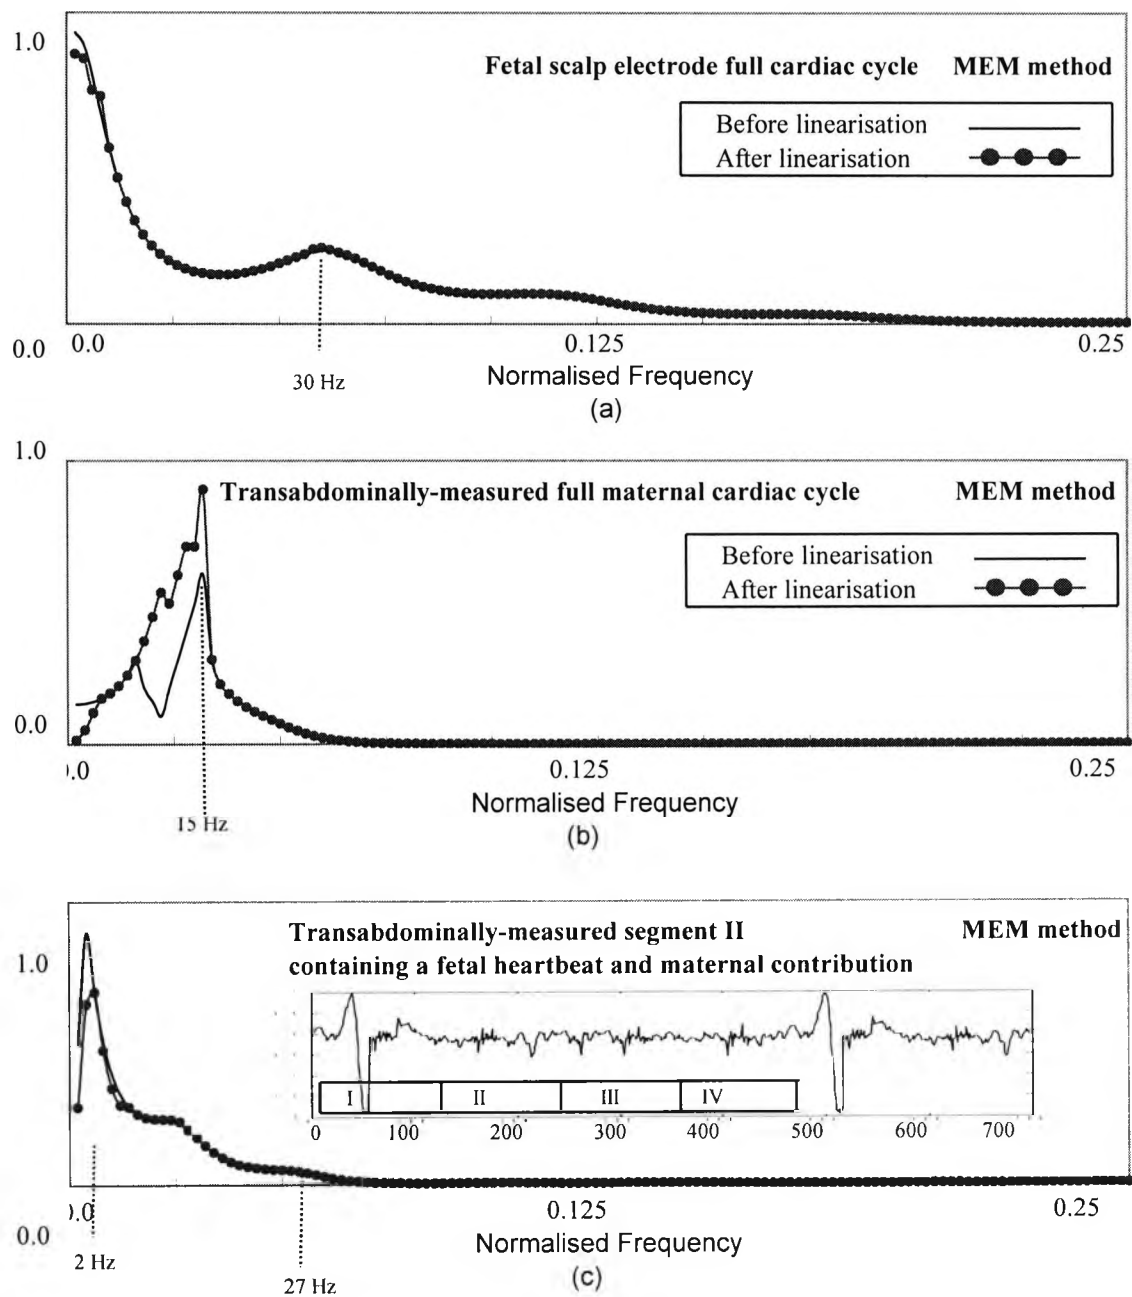 1.0
Fetal scalp electrode full cardiac cycle MEM method
Before linearisation
After linearisation
0.0
0.0 0.125 0.25
30 Hz
Normalised Frequency
(a)
1.0
Transabdominally-measured full maternal cardiac cycle MEM method
Before linearisation
After linearisation
0.0
).0 0.125 0.25
Normalised Frequency
15 Hz
(b)
Transabdominally-measured segment II MEM method
containing a fetal heartbeat and maternal contribution
1.0
I II III IV
0 100 200 300 400 500 600 700
).0 0.125 0.25
0.0
Normalised Frequency
2 Hz
27 Hz
(c)